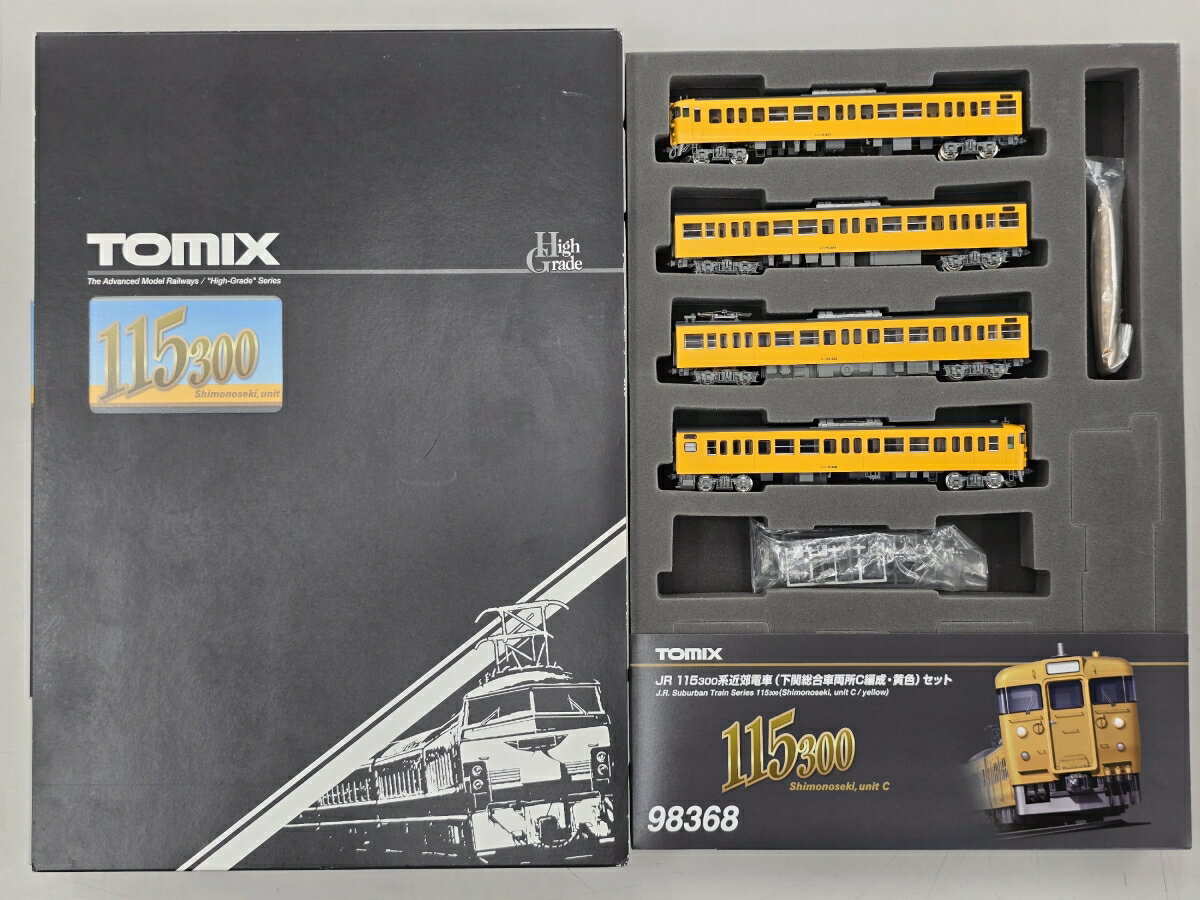 TOMIX
High
Grade
The Advanced Model Railways / "High-Grade" Series
115300
Shimonoseki, unit
TOMIX
JR 115300系近郊電車(下関総合車両所C編成・黄色)セット
J.R. Suburban Train Series 115300(Shimonoseki, unit C / yellow)
115300
Shimonoseki, unit C
98368